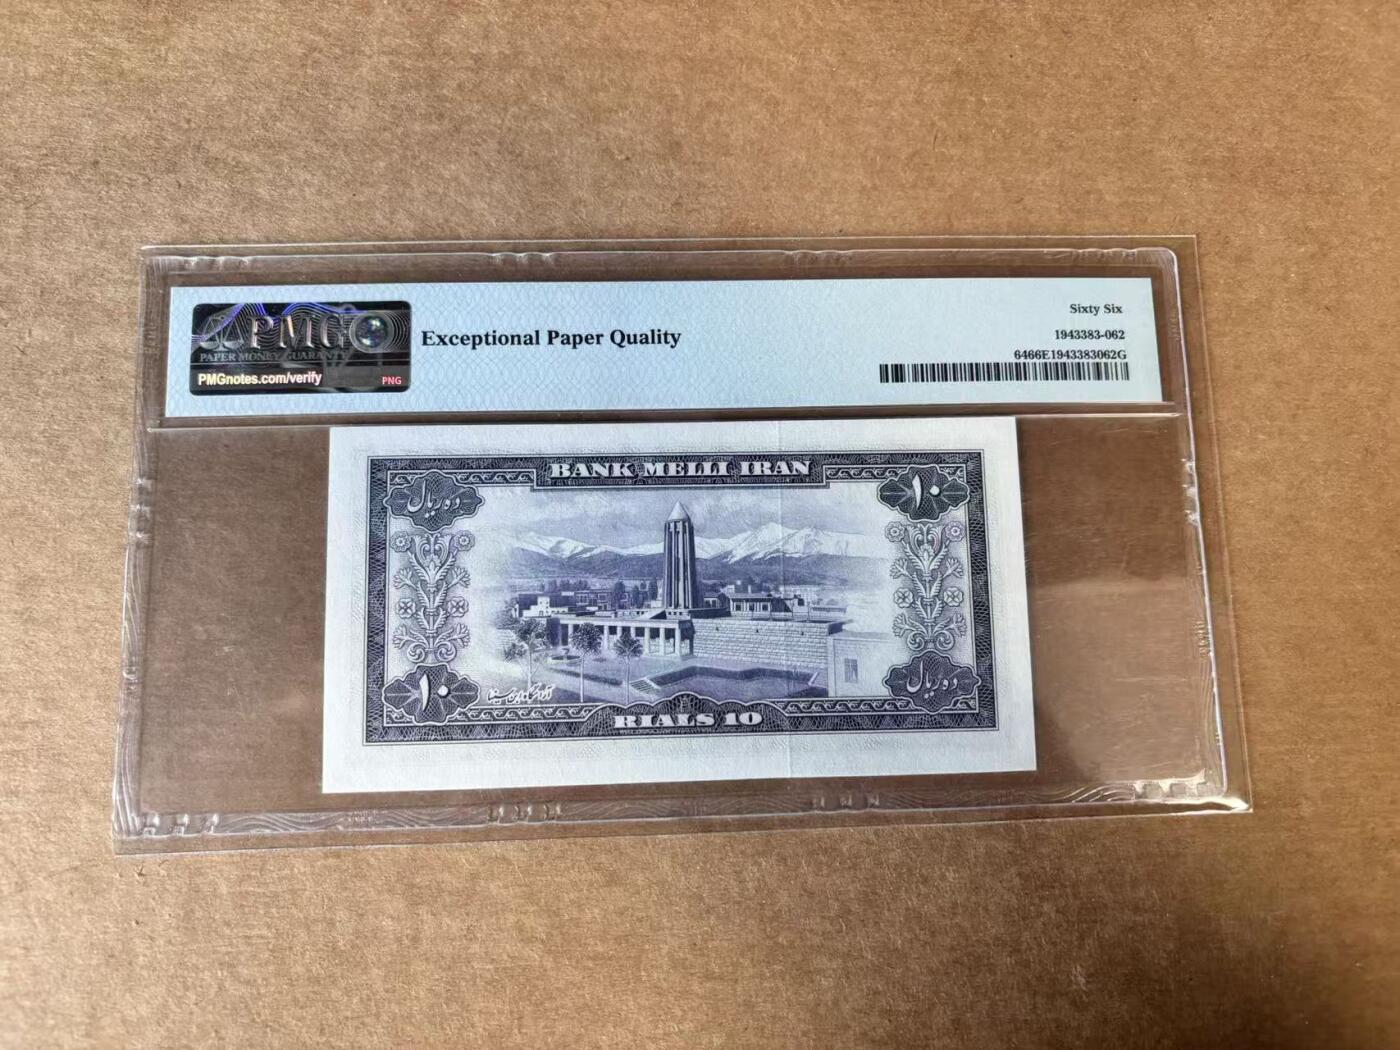 PMG
PAPER MONEY GUARANTY
PMGnotes.com/verify
PNG
Exceptional Paper Quality
Sixty Six
1943383-062
6466E1943383062G
BANK MELLI IRAN
ده ریال
۱۰
۱۰
ده ریال
RIALS 10